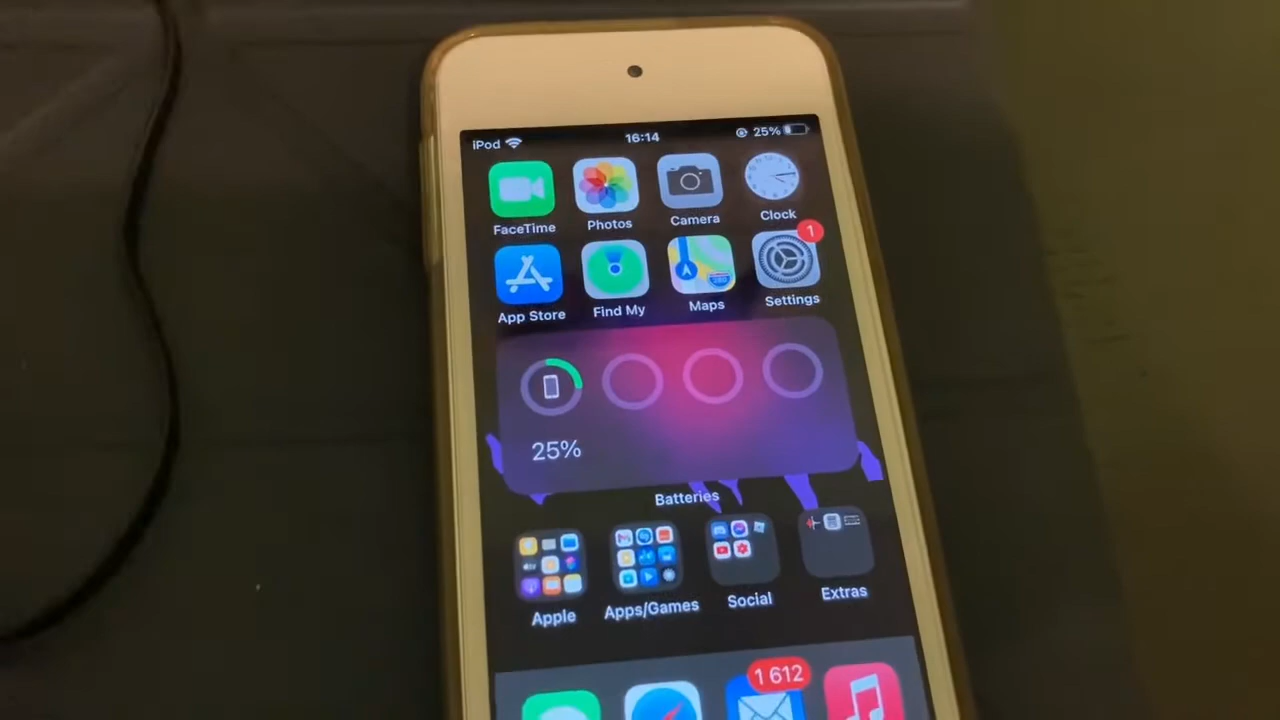 iPod 16:14 25%
FaceTime Photos Camera Clock
1
App Store Find My Maps Settings
25%
Batteries
Apple Apps/Games Social Extras
1 612